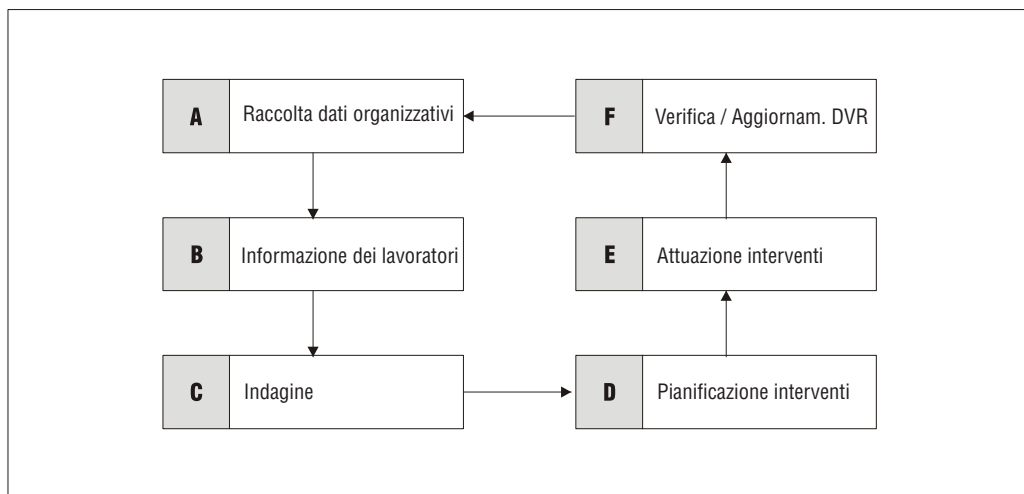 A Raccolta dati organizzativi
F Verifica / Aggiornam. DVR
B Informazione dei lavoratori
E Attuazione interventi
C Indagine
D Pianificazione interventi